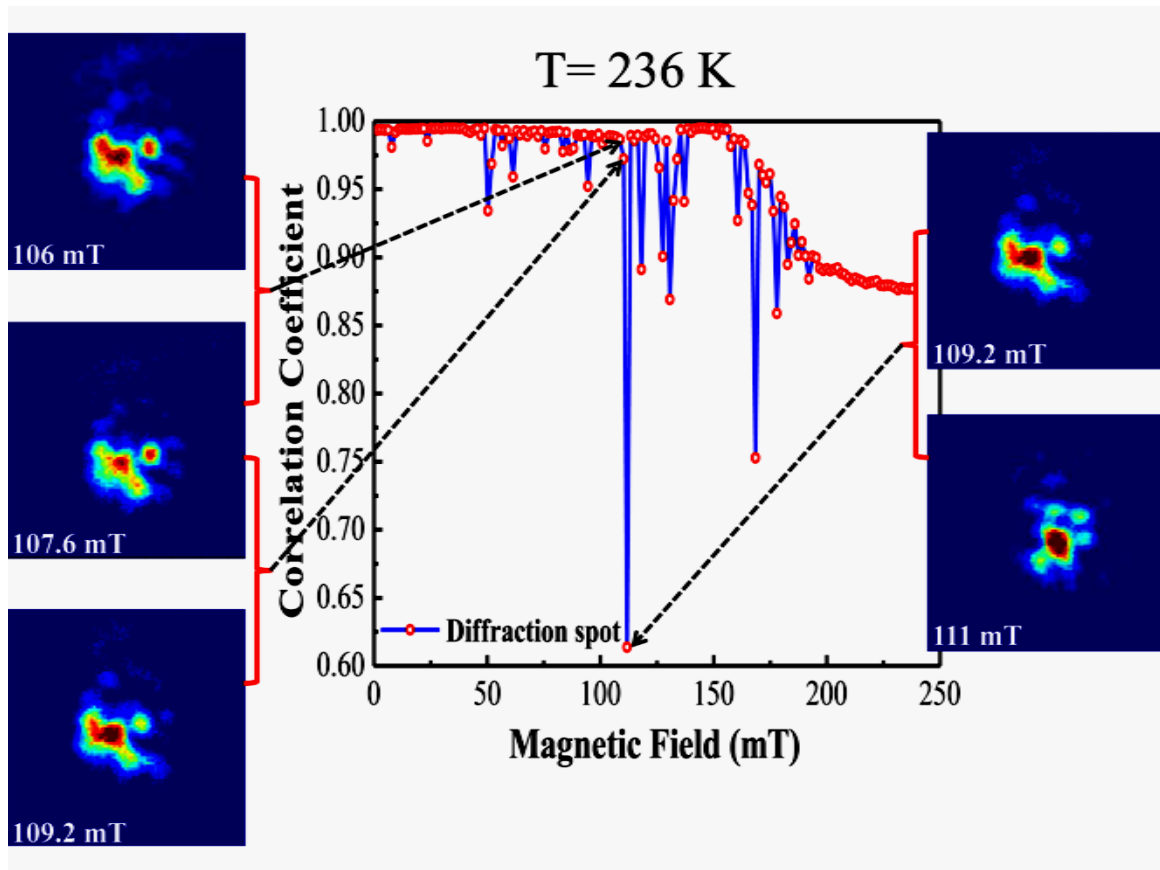 T= 236 K
106 mT
107.6 mT
109.2 mT
Correlation Coefficient
1.00
0.95
0.90
0.85
0.80
0.75
0.70
0.65
0.60
Diffraction spot
0 50 100 150 200 250
Magnetic Field (mT)
109.2 mT
111 mT